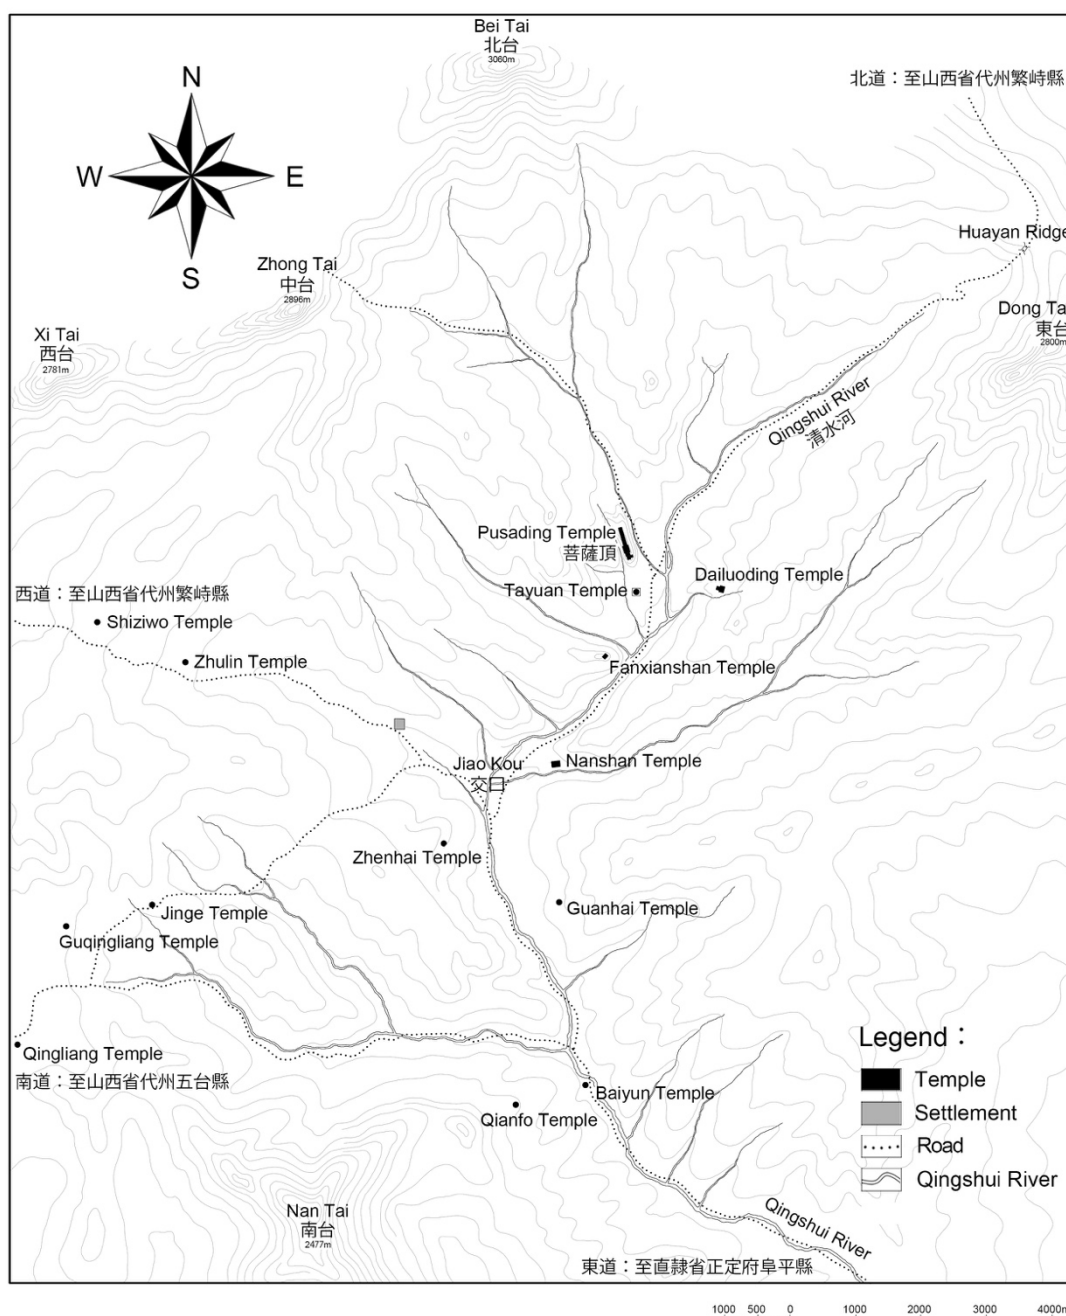 Bei Tai
北台
3060m
北道：至山西省代州繁峙縣
N
W
E
S
Huayan Ridge
Zhong Tai
中台
2896m
Dong Ta
東台
2800m
Xi Tai
西台
2781m
Qingshui River
清水河
Pusading Temple
菩薩頂
Dailuoding Temple
Tayuan Temple
西道：至山西省代州繁峙縣
Shiziwo Temple
Zhulin Temple
Fanxianshan Temple
Jiao Kou
交口
Nanshan Temple
Zhenhai Temple
Jinge Temple
Guanhai Temple
Guqingliang Temple
Qingliang Temple
南道：至山西省代州五台縣
Baiyun Temple
Qianfo Temple
Legend：
Temple
Settlement
Road
Qingshui River
Nan Tai
南台
2477m
Qingshui River
東道：至直隸省正定府阜平縣
1000 500 0 1000 2000 3000 4000m